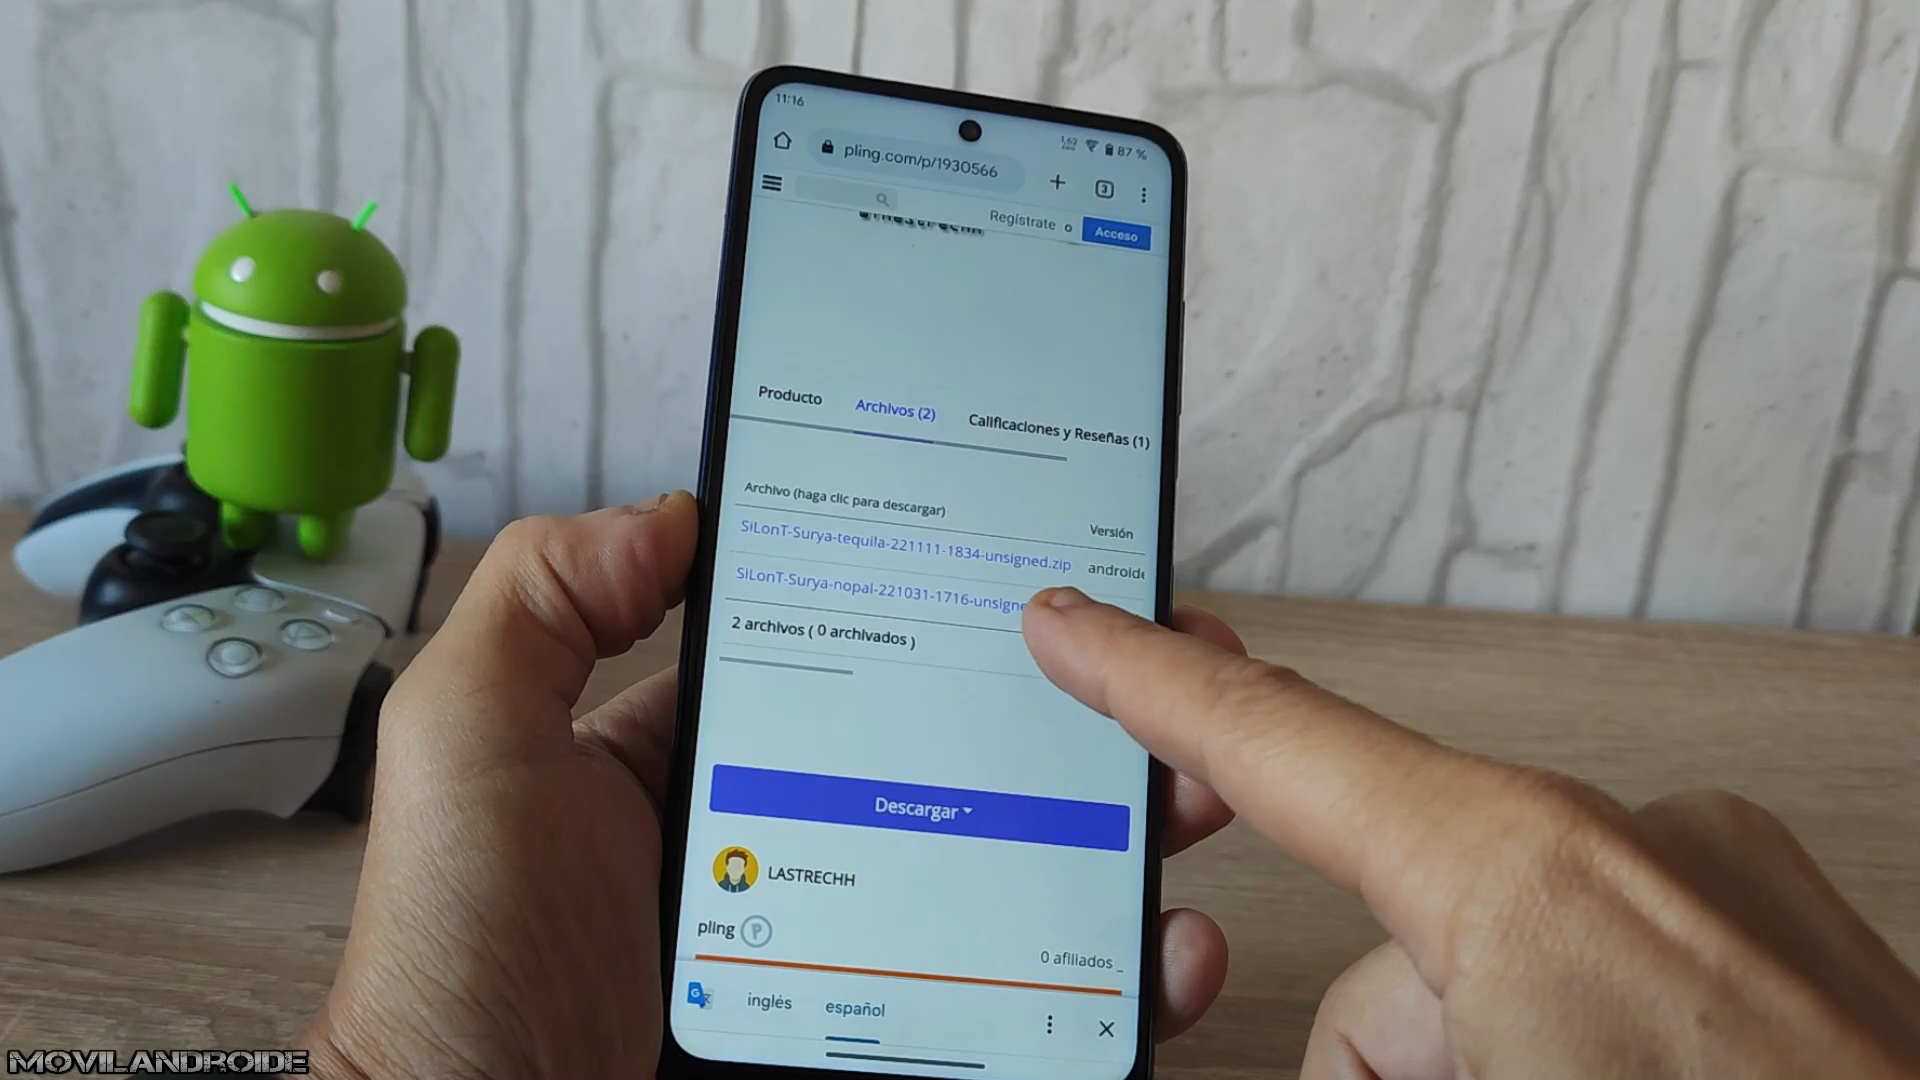 11:16
87 %
pling.com/p/1930566
3
Regístrate o Acceso
Producto
Archivos (2)
Calificaciones y Reseñas (1)
Archivo (haga clic para descargar)
Versión
SiLonT-Surya-tequila-221111-1834-unsigned.zip
SiLonT-Surya-nopal-221031-1716-unsigne
2 archivos ( 0 archivados )
Descargar
LASTRECHH
pling
0 afiliados
inglés
español
MOVILANDROIDE